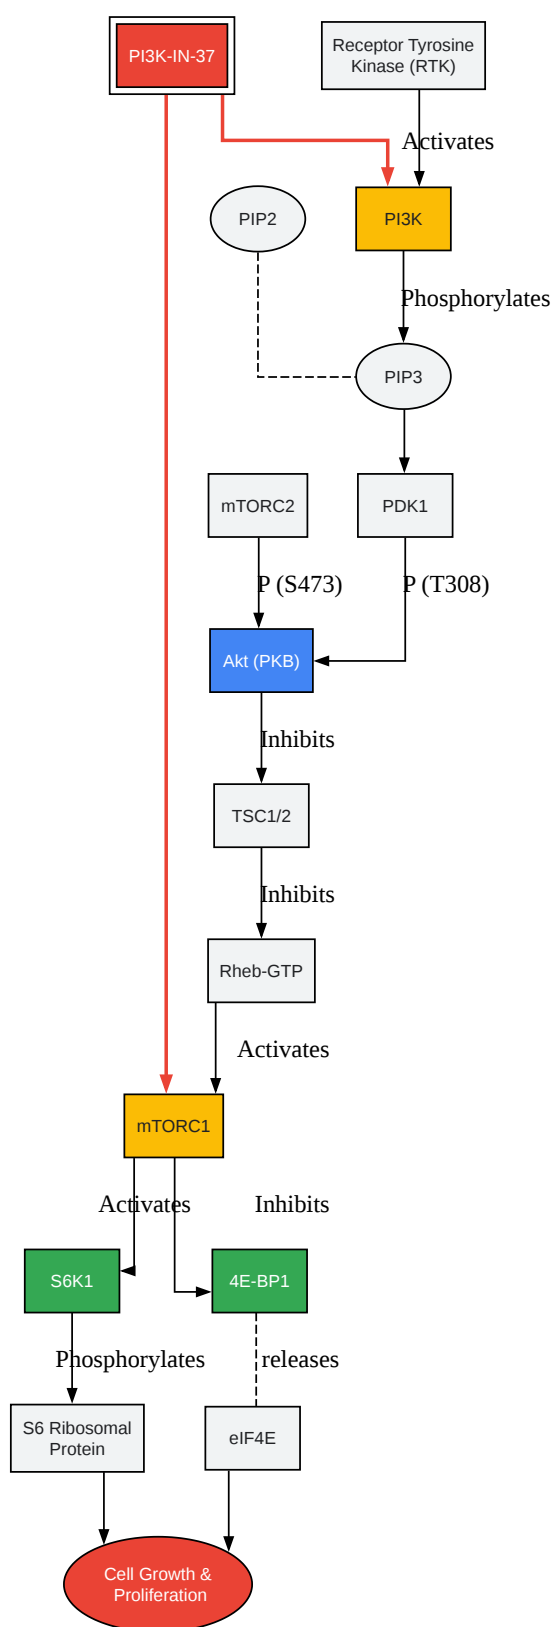 PI3K-IN-37
Receptor Tyrosine
Kinase (RTK)
Activates
PIP2
PI3K
Phosphorylates
PIP3
mTORC2
PDK1
P (S473)
P (T308)
Akt (PKB)
Inhibits
TSC1/2
Inhibits
Rheb-GTP
Activates
mTORC1
Activates
Inhibits
S6K1
4E-BP1
Phosphorylates
releases
S6 Ribosomal
Protein
eIF4E
Cell Growth &
Proliferation